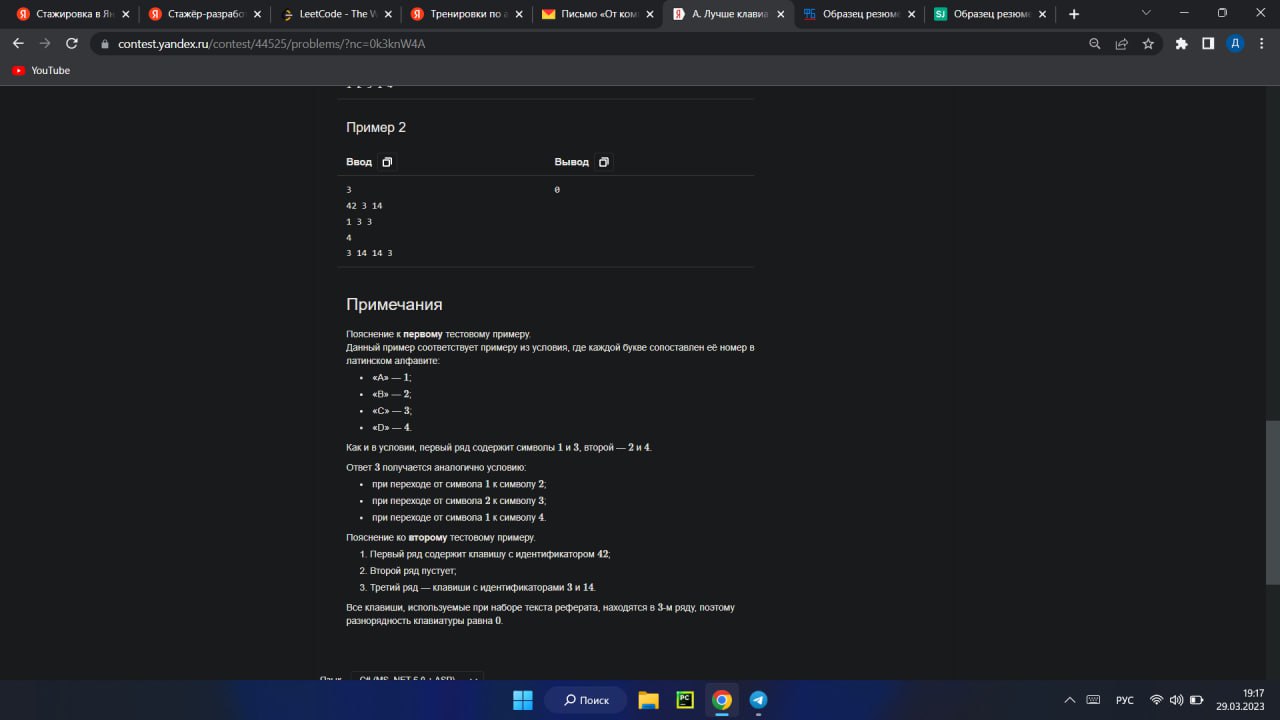 Стажировка в Ян
Стажёр-разработ
LeetCode - The W
Тренировки по а
Письмо «От ком
А. Лучше клавиа
Образец резюме
Образец резюме
contest.yandex.ru/contest/44525/problems/?nc=0k3knW4A
Д
YouTube
Пример 2
Ввод Вывод
3 0
42 3 14
1 3 3
4
3 14 14 3
Примечания
Пояснение к первому тестовому примеру.
Данный пример соответствует примеру из условия, где каждой букве сопоставлен её номер в
латинском алфавите:
• «A» — 1;
• «B» — 2;
• «C» — 3;
• «D» — 4.
Как и в условии, первый ряд содержит символы 1 и 3, второй — 2 и 4.
Ответ 3 получается аналогично условию:
• при переходе от символа 1 к символу 2;
• при переходе от символа 2 к символу 3;
• при переходе от символа 1 к символу 4.
Пояснение ко второму тестовому примеру.
1. Первый ряд содержит клавишу с идентификатором 42;
2. Второй ряд пустует;
3. Третий ряд — клавиши с идентификаторами 3 и 14.
Все клавиши, используемые при наборе текста реферата, находятся в 3-м ряду, поэтому
разнорядность клавиатуры равна 0.
Поиск
РУС
19:17
29.03.2023